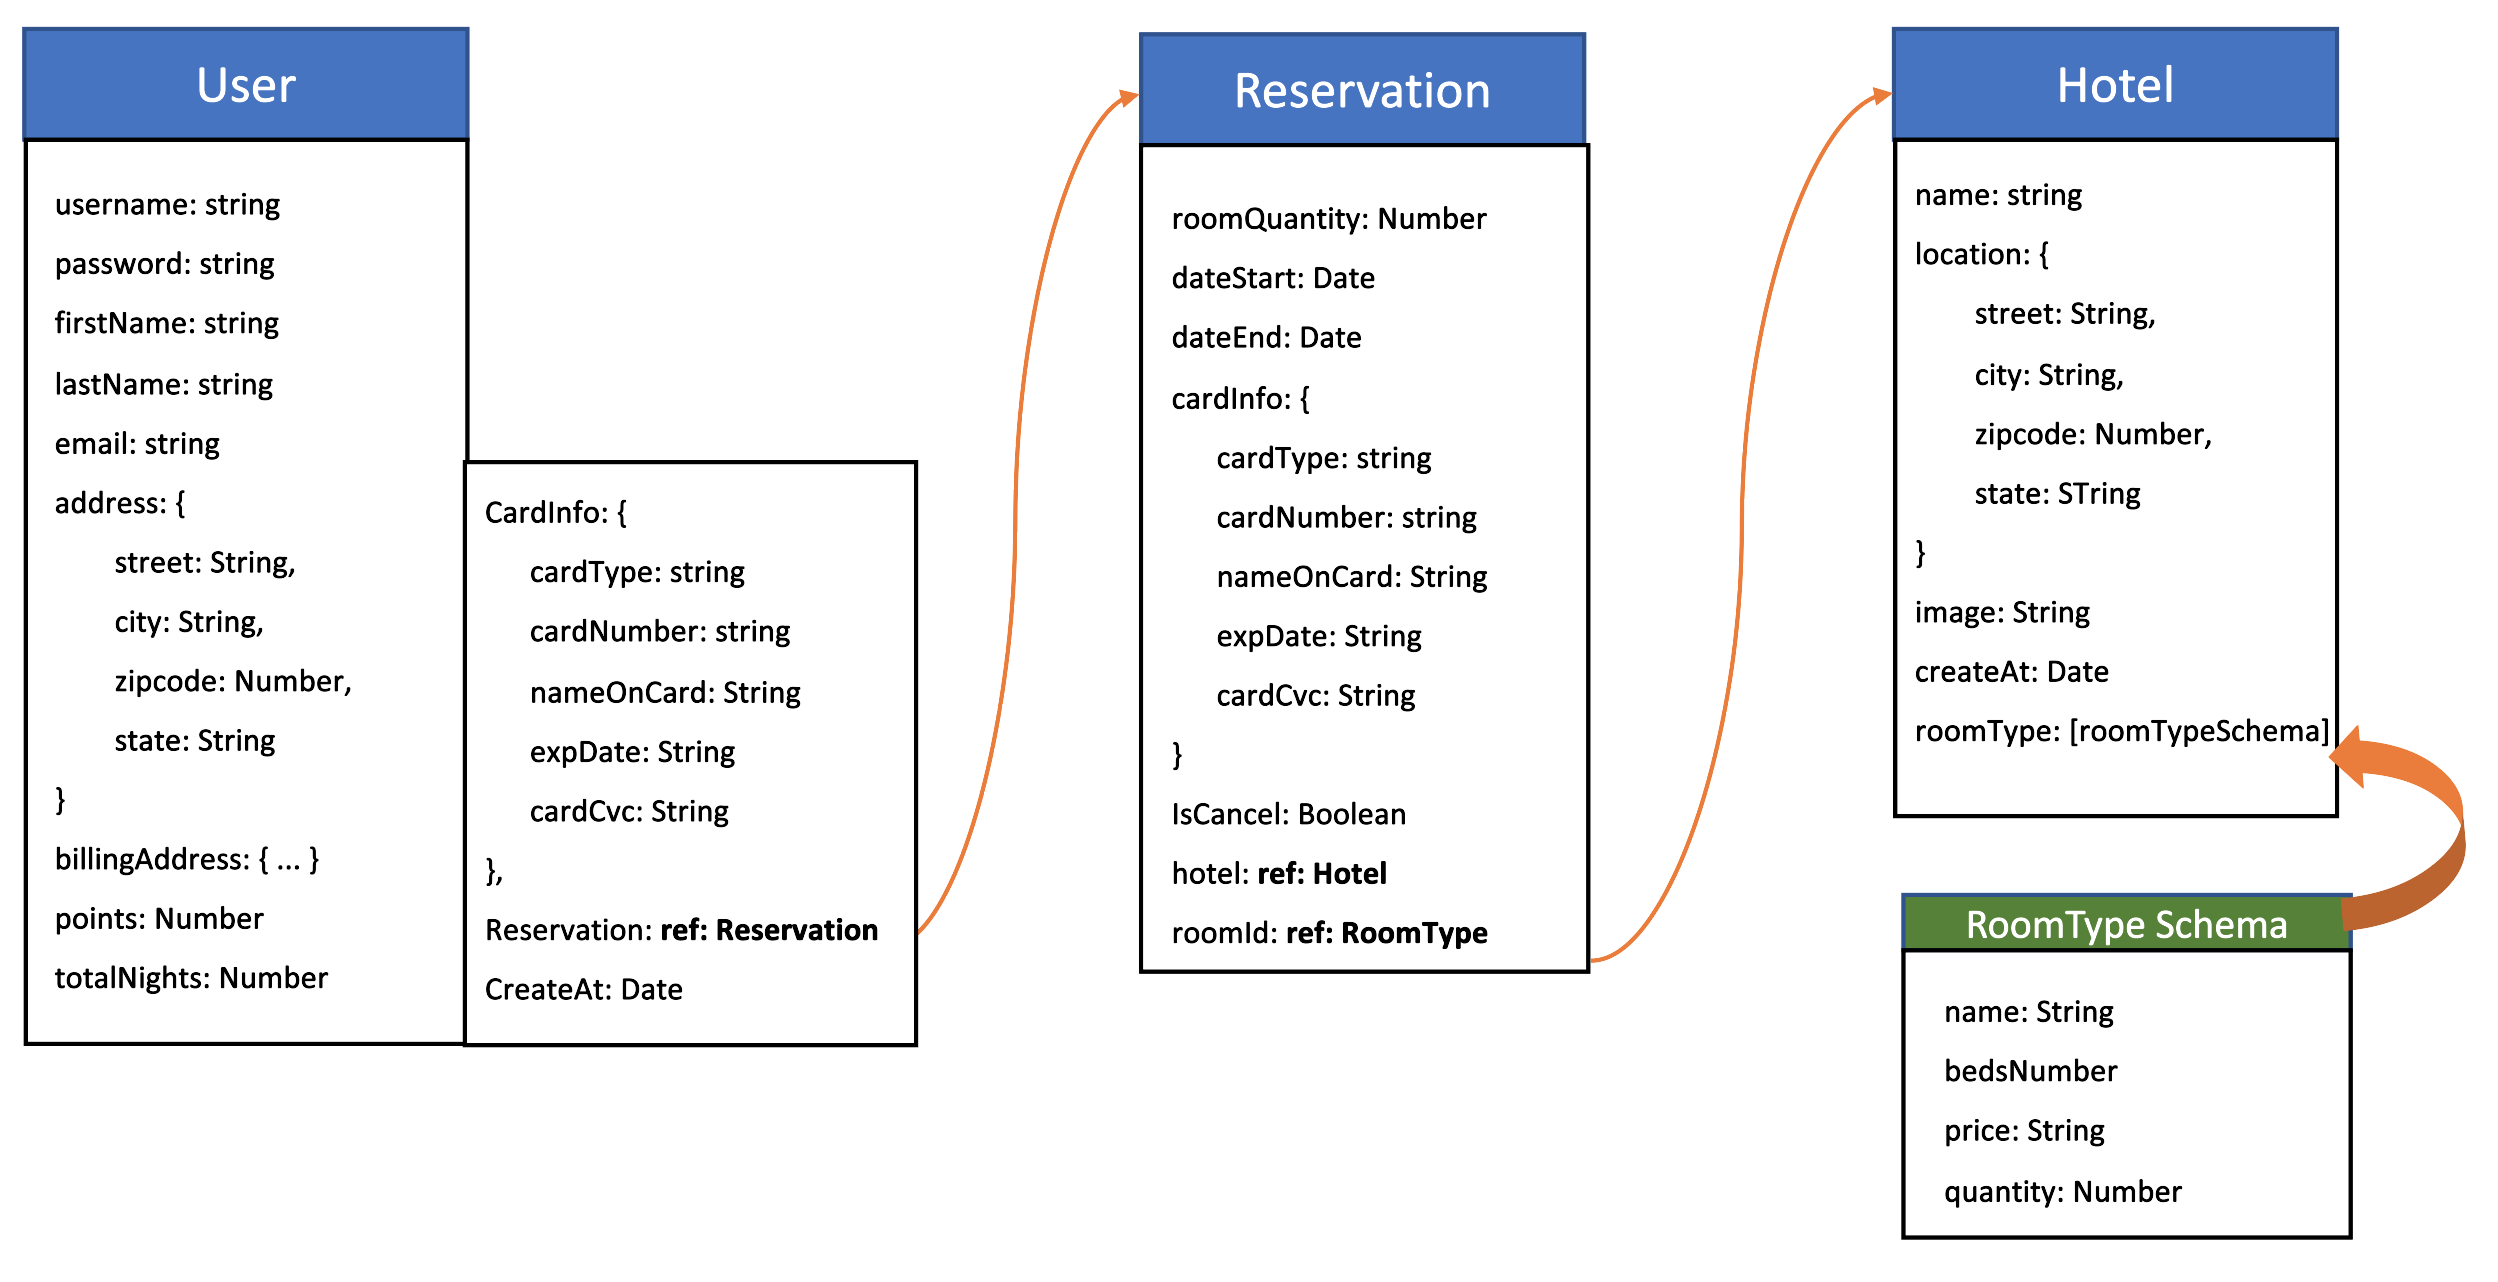 User
username: string
password: string
firstName: string
lastName: string
email: string
address: {
street: String,
city: String,
zipcode: Number,
state: String
}
billingAddress: { ... }
points: Number
totalNights: Number
CardInfo: {
cardType: string
cardNumber: string
nameOnCard: String
expDate: String
cardCvc: String
},
Reservation: ref: Reservation
CreateAt: Date
Reservation
roomQuantity: Number
dateStart: Date
dateEnd: Date
cardInfo: {
cardType: string
cardNumber: string
nameOnCard: String
expDate: String
cardCvc: String
}
IsCancel: Boolean
hotel: ref: Hotel
roomId: ref: RoomType
Hotel
name: string
location: {
street: String,
city: String,
zipcode: Number,
state: STring
}
image: String
createAt: Date
roomType: [roomTypeSchema]
RoomType Schema
name: String
bedsNumber
price: String
quantity: Number